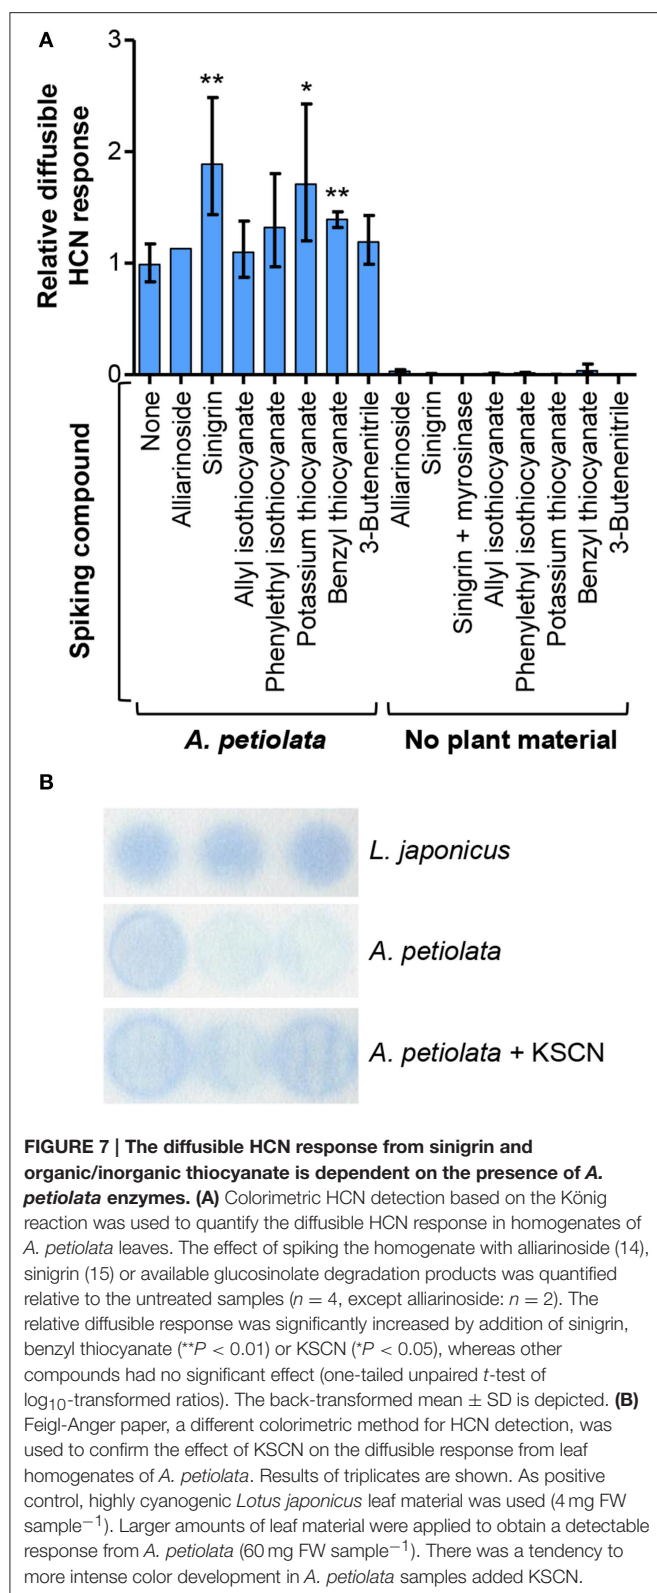 A
Relative diffusible
HCN response
3
2
1
0
**
*
**
Spiking compound
None
Alliarinoside
Sinigrin
Allyl isothiocyanate
Phenylethyl isothiocyanate
Potassium thiocyanate
Benzyl thiocyanate
3-Butenenitrile
Alliarinoside
Sinigrin
Sinigrin + myrosinase
Allyl isothiocyanate
Phenylethyl isothiocyanate
Potassium thiocyanate
Benzyl thiocyanate
3-Butenenitrile
A. petiolata
No plant material
B
L. japonicus
A. petiolata
A. petiolata + KSCN
FIGURE 7 | The diffusible HCN response from sinigrin and
organic/inorganic thiocyanate is dependent on the presence of A.
petiolata enzymes. (A) Colorimetric HCN detection based on the König
reaction was used to quantify the diffusible HCN response in homogenates of
A. petiolata leaves. The effect of spiking the homogenate with alliarinoside (14),
sinigrin (15) or available glucosinolate degradation products was quantified
relative to the untreated samples (n = 4, except alliarinoside: n = 2). The
relative diffusible response was significantly increased by addition of sinigrin,
benzyl thiocyanate (**P < 0.01) or KSCN (*P < 0.05), whereas other
compounds had no significant effect (one-tailed unpaired t-test of
log10-transformed ratios). The back-transformed mean ± SD is depicted. (B)
Feigl-Anger paper, a different colorimetric method for HCN detection, was
used to confirm the effect of KSCN on the diffusible response from leaf
homogenates of A. petiolata. Results of triplicates are shown. As positive
control, highly cyanogenic Lotus japonicus leaf material was used (4 mg FW
sample−1). Larger amounts of leaf material were applied to obtain a detectable
response from A. petiolata (60 mg FW sample−1). There was a tendency to
more intense color development in A. petiolata samples added KSCN.